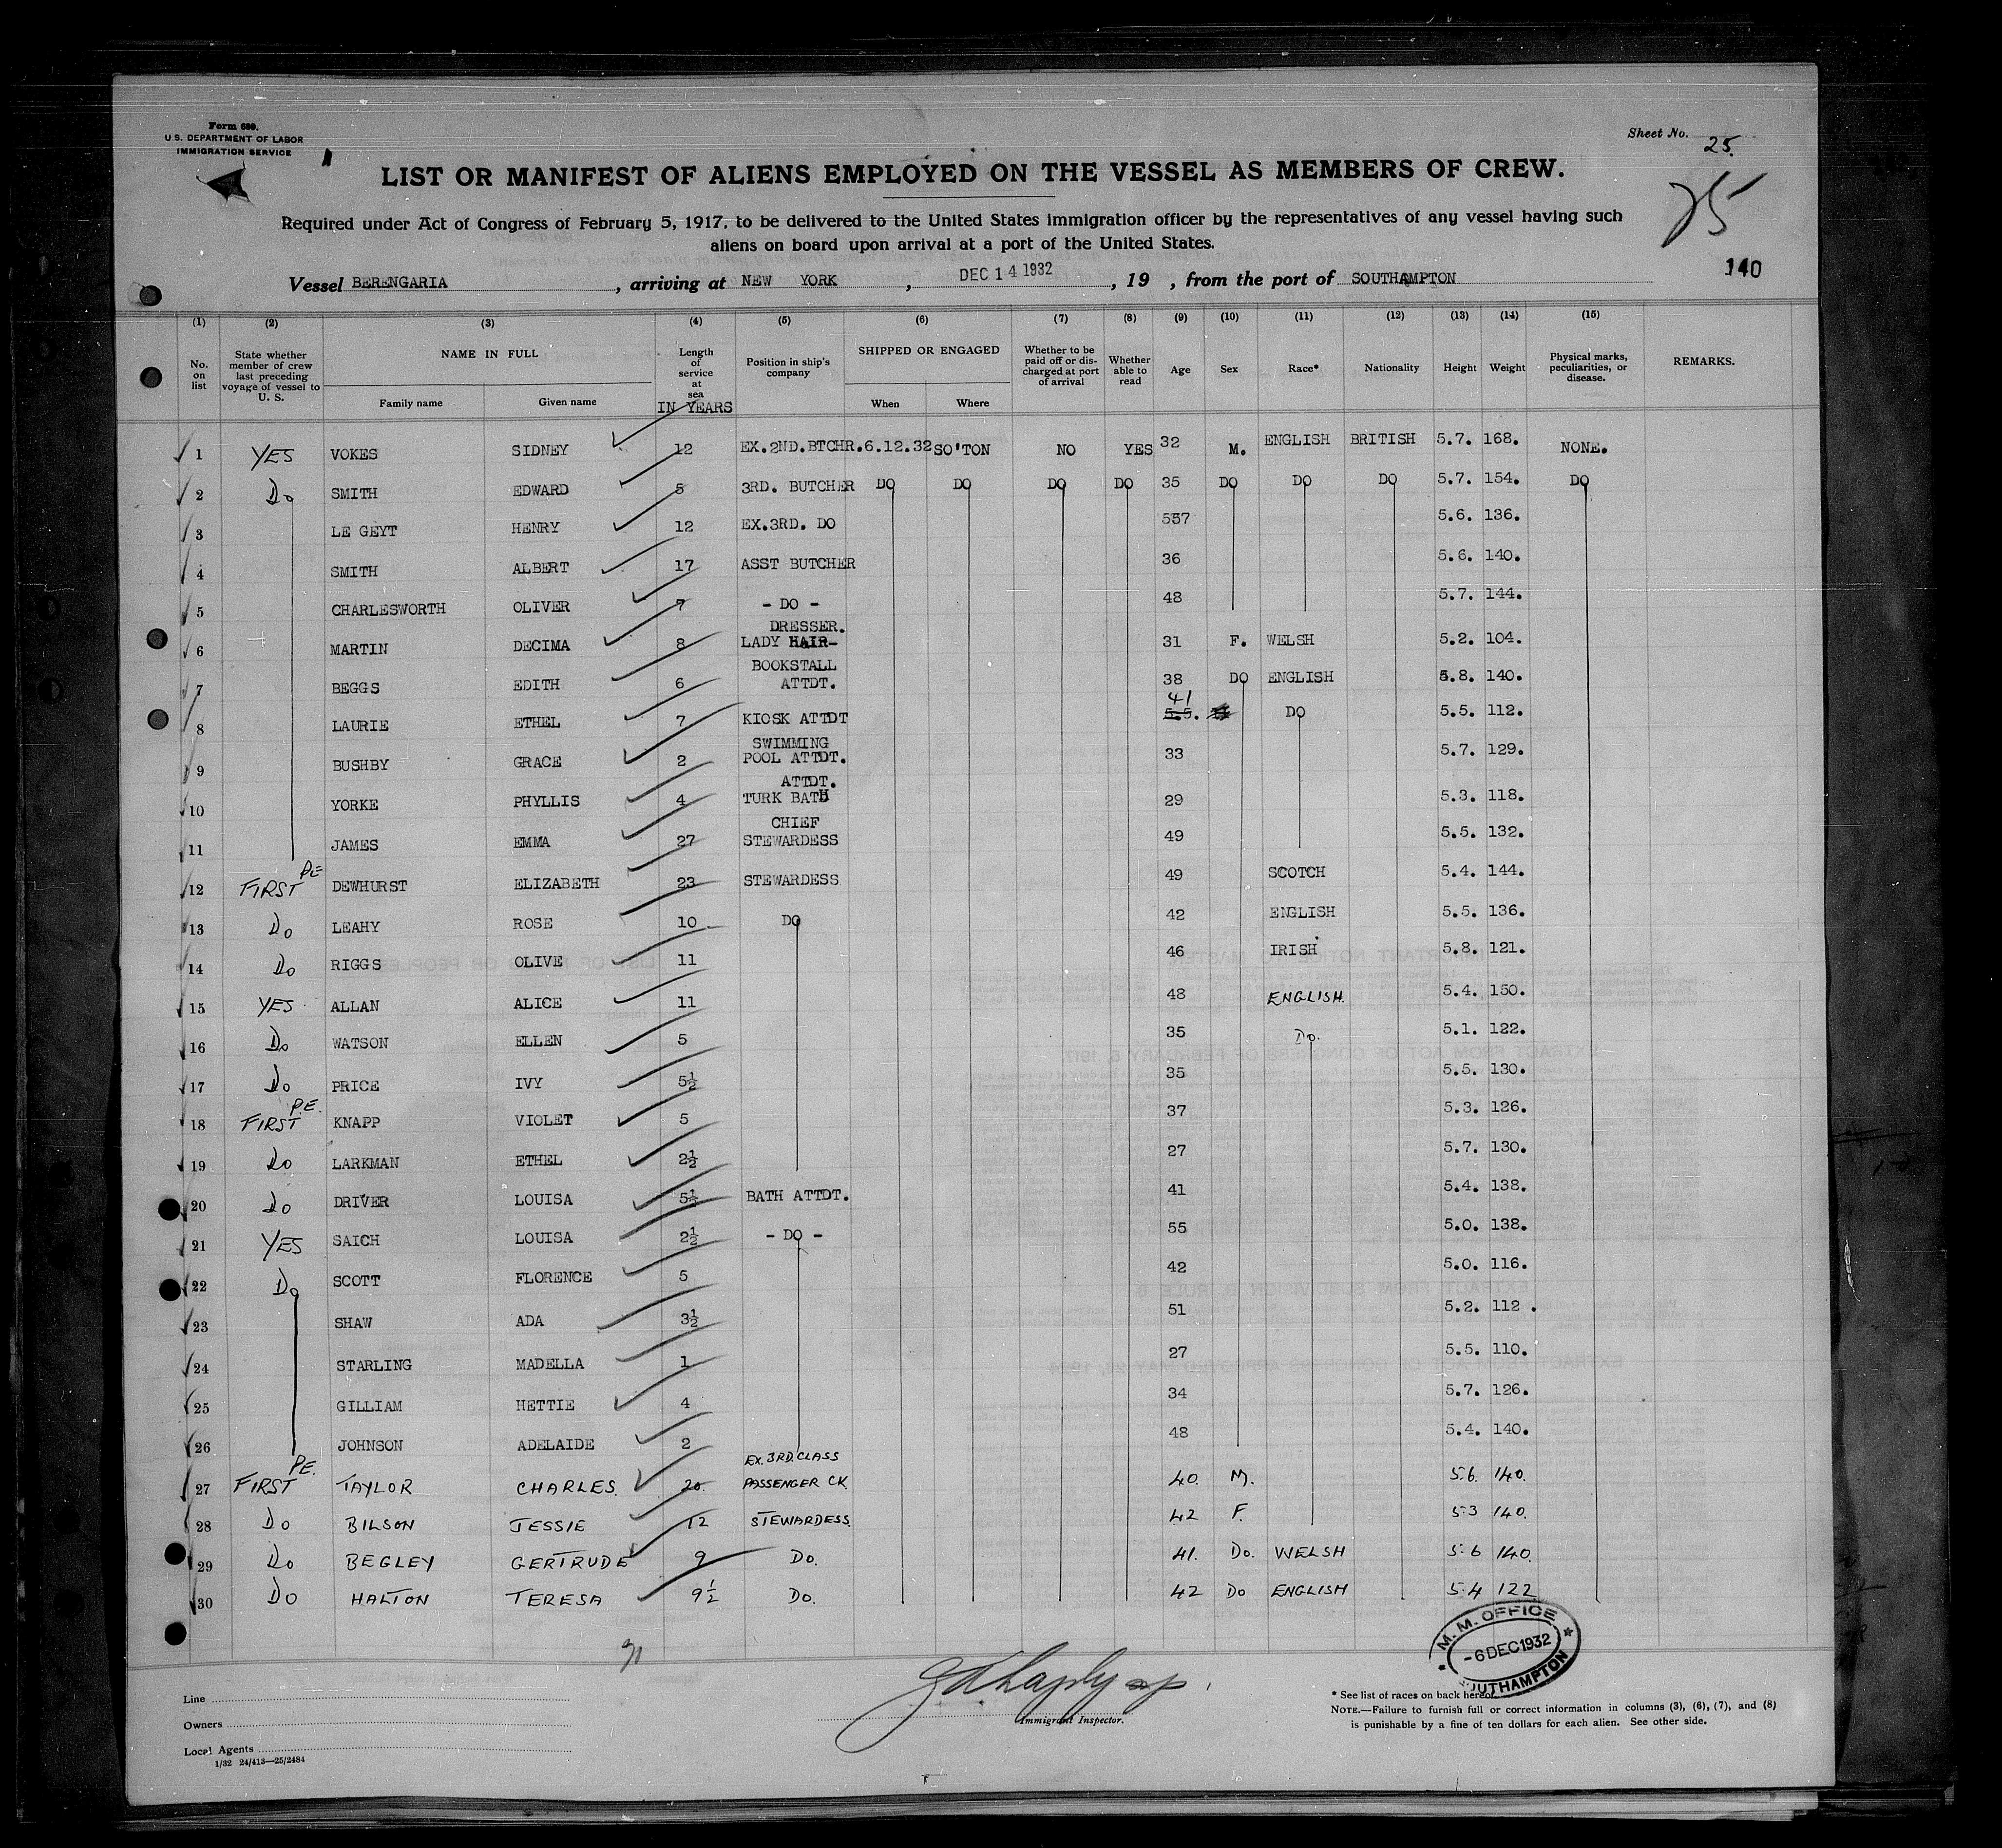 Form 680.
U. S. DEPARTMENT OF LABOR
IMMIGRATION SERVICE
Sheet No. 25.
LIST OR MANIFEST OF ALIENS EMPLOYED ON THE VESSEL AS MEMBERS OF CREW.
25
Required under Act of Congress of February 5, 1917, to be delivered to the United States immigration officer by the representatives of any vessel having such
aliens on board upon arrival at a port of the United States.
140
Vessel BERENGARIA, arriving at NEW YORK, DEC 14 1932, 19 , from the port of SOUTHAMPTON
(1) (2) (3) (4) (5) (6) (7) (8) (9) (10) (11) (12) (13) (14) (15)
No. on list | State whether member of crew last preceding voyage of vessel to U. S. | NAME IN FULL | Length of service at sea IN YEARS | Position in ship's company | SHIPPED OR ENGAGED | Whether to be paid off or discharged at port of arrival | Whether able to read | Age | Sex | Race* | Nationality | Height | Weight | Physical marks, peculiarities, or disease. | REMARKS.
Family name | Given name | When | Where
1 YES VOKES SIDNEY 12 EX.2ND.BTCHR. 6.12.32 SO'TON NO YES 32 M. ENGLISH BRITISH 5.7. 168. NONE.
2 Do SMITH EDWARD 5 3RD. BUTCHER DO DO DO DO 35 DO DO DO 5.7. 154. DO
3 LE GEYT HENRY 12 EX.3RD. DO 557 5.6. 136.
4 SMITH ALBERT 17 ASST BUTCHER 36 5.6. 140.
5 CHARLESWORTH OLIVER 7 - DO - 48 5.7. 144.
6 MARTIN DECIMA 8 LADY HAIR-DRESSER. 31 F. WELSH 5.2. 104.
7 BEGGS EDITH 6 BOOKSTALL ATTDT. 38 DO ENGLISH 5.8. 140.
8 LAURIE ETHEL 7 KIOSK ATTDT 41 5.5. DO 5.5. 112.
9 BUSHBY GRACE 2 SWIMMING POOL ATTDT. 33 5.7. 129.
10 YORKE PHYLLIS 4 TURK BATH ATTDT. 29 5.3. 118.
11 JAMES EMMA 27 CHIEF STEWARDESS 49 5.5. 132.
12 FIRST PE DEWHURST ELIZABETH 23 STEWARDESS 49 SCOTCH 5.4. 144.
13 Do LEAHY ROSE 10 DO 42 ENGLISH 5.5. 136.
14 Do RIGGS OLIVE 11 46 IRISH 5.8. 121.
15 YES ALLAN ALICE 11 48 ENGLISH. 5.4. 150.
16 Do WATSON ELLEN 5 35 Do. 5.1. 122.
17 Do PRICE IVY 5½ 35 5.5. 130.
18 FIRST P.E. KNAPP VIOLET 5 37 5.3. 126.
19 Do LARKMAN ETHEL 2½ 27 5.7. 130.
20 Do DRIVER LOUISA 5½ BATH ATTDT. 41 5.4. 138.
21 YES SAICH LOUISA 2½ - DO - 55 5.0. 138.
22 Do SCOTT FLORENCE 5 42 5.0. 116.
23 SHAW ADA 3½ 51 5.2. 112 .
24 STARLING MADELLA 1 27 5.5. 110.
25 GILLIAM HETTIE 4 34 5.7. 126.
26 JOHNSON ADELAIDE 2 48 5.4. 140.
27 FIRST PE. TAYLOR CHARLES. 20. EX. 3RD. CLASS PASSENGER CK 40. M. 5.6. 140.
28 Do BILSON JESSIE 12 STEWARDESS. 42 F. 5.3 140.
29 Do BEGLEY GERTRUDE 9 Do. 41. Do. WELSH 5.6 140.
30 Do HALTON TERESA 9½ Do. 42 Do ENGLISH 5.4 122
M. M. OFFICE
-6 DEC 1932
SOUTHAMPTON
Line
Owners
Local Agents
1/32 24/413—25/2484
Immigrant Inspector.
* See list of races on back hereof.
NOTE.—Failure to furnish full or correct information in columns (3), (6), (7), and (8)
is punishable by a fine of ten dollars for each alien. See other side.